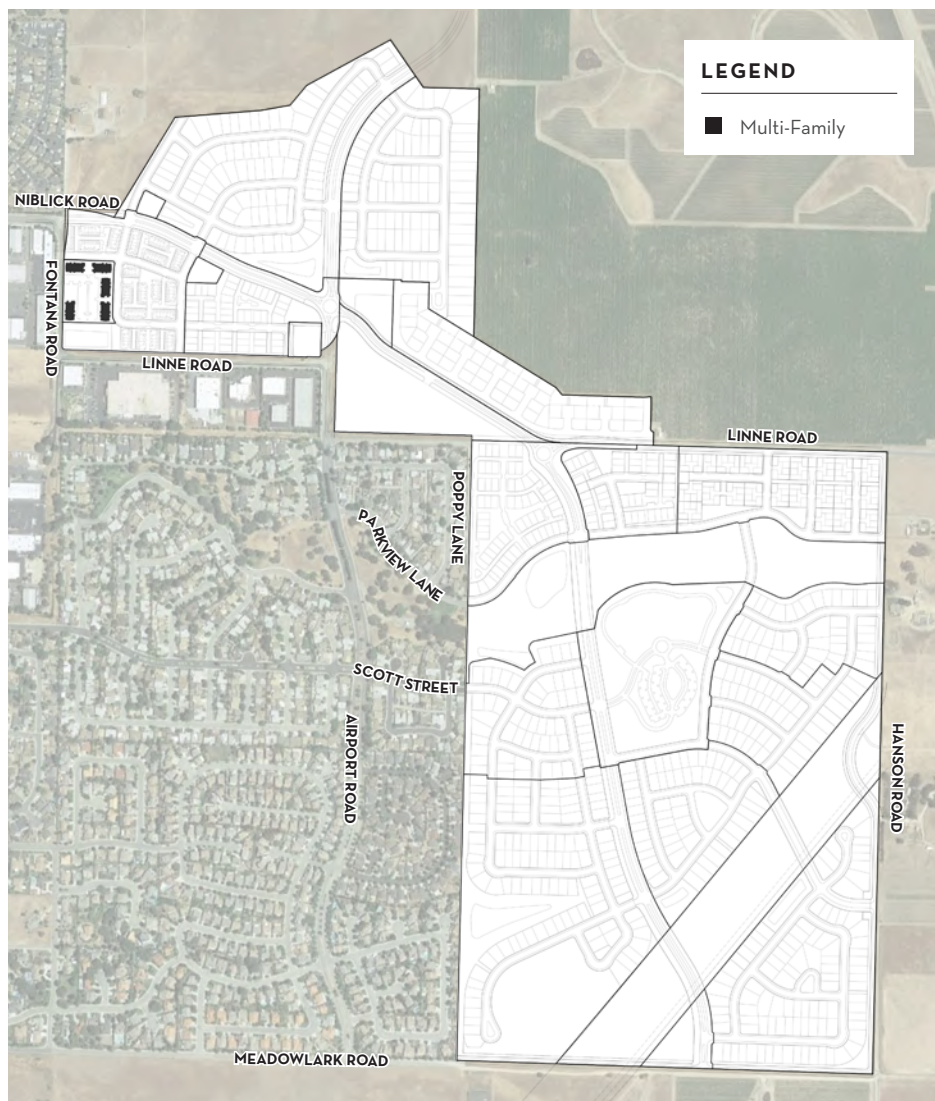 LEGEND
Multi-Family
NIBLICK ROAD
FONTANA ROAD
LINNE ROAD
LINNE ROAD
POPPY LANE
PARKVIEW LANE
SCOTT STREET
AIRPORT ROAD
HANSON ROAD
MEADOWLARK ROAD